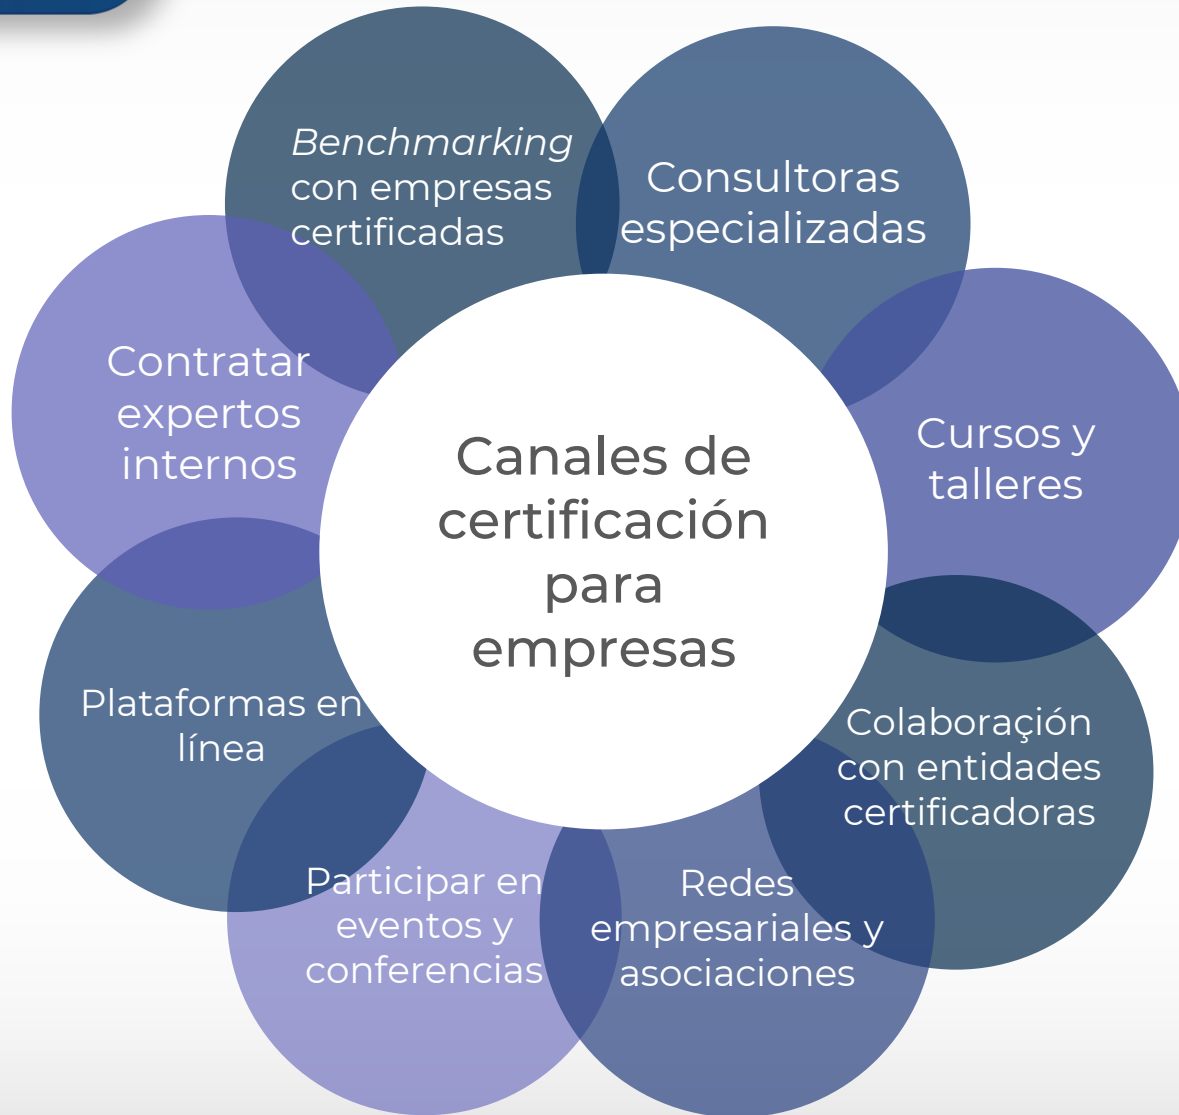 Benchmarking
con empresas
certificadas
Consultoras
especializadas
Cursos y
talleres
Colaboraçión
con entidades
certificadoras
Redes
empresariales y
asociaciones
Participar en
eventos y
conferencias
Plataformas en
línea
Contratar
expertos
internos
Canales de
certificación
para
empresas